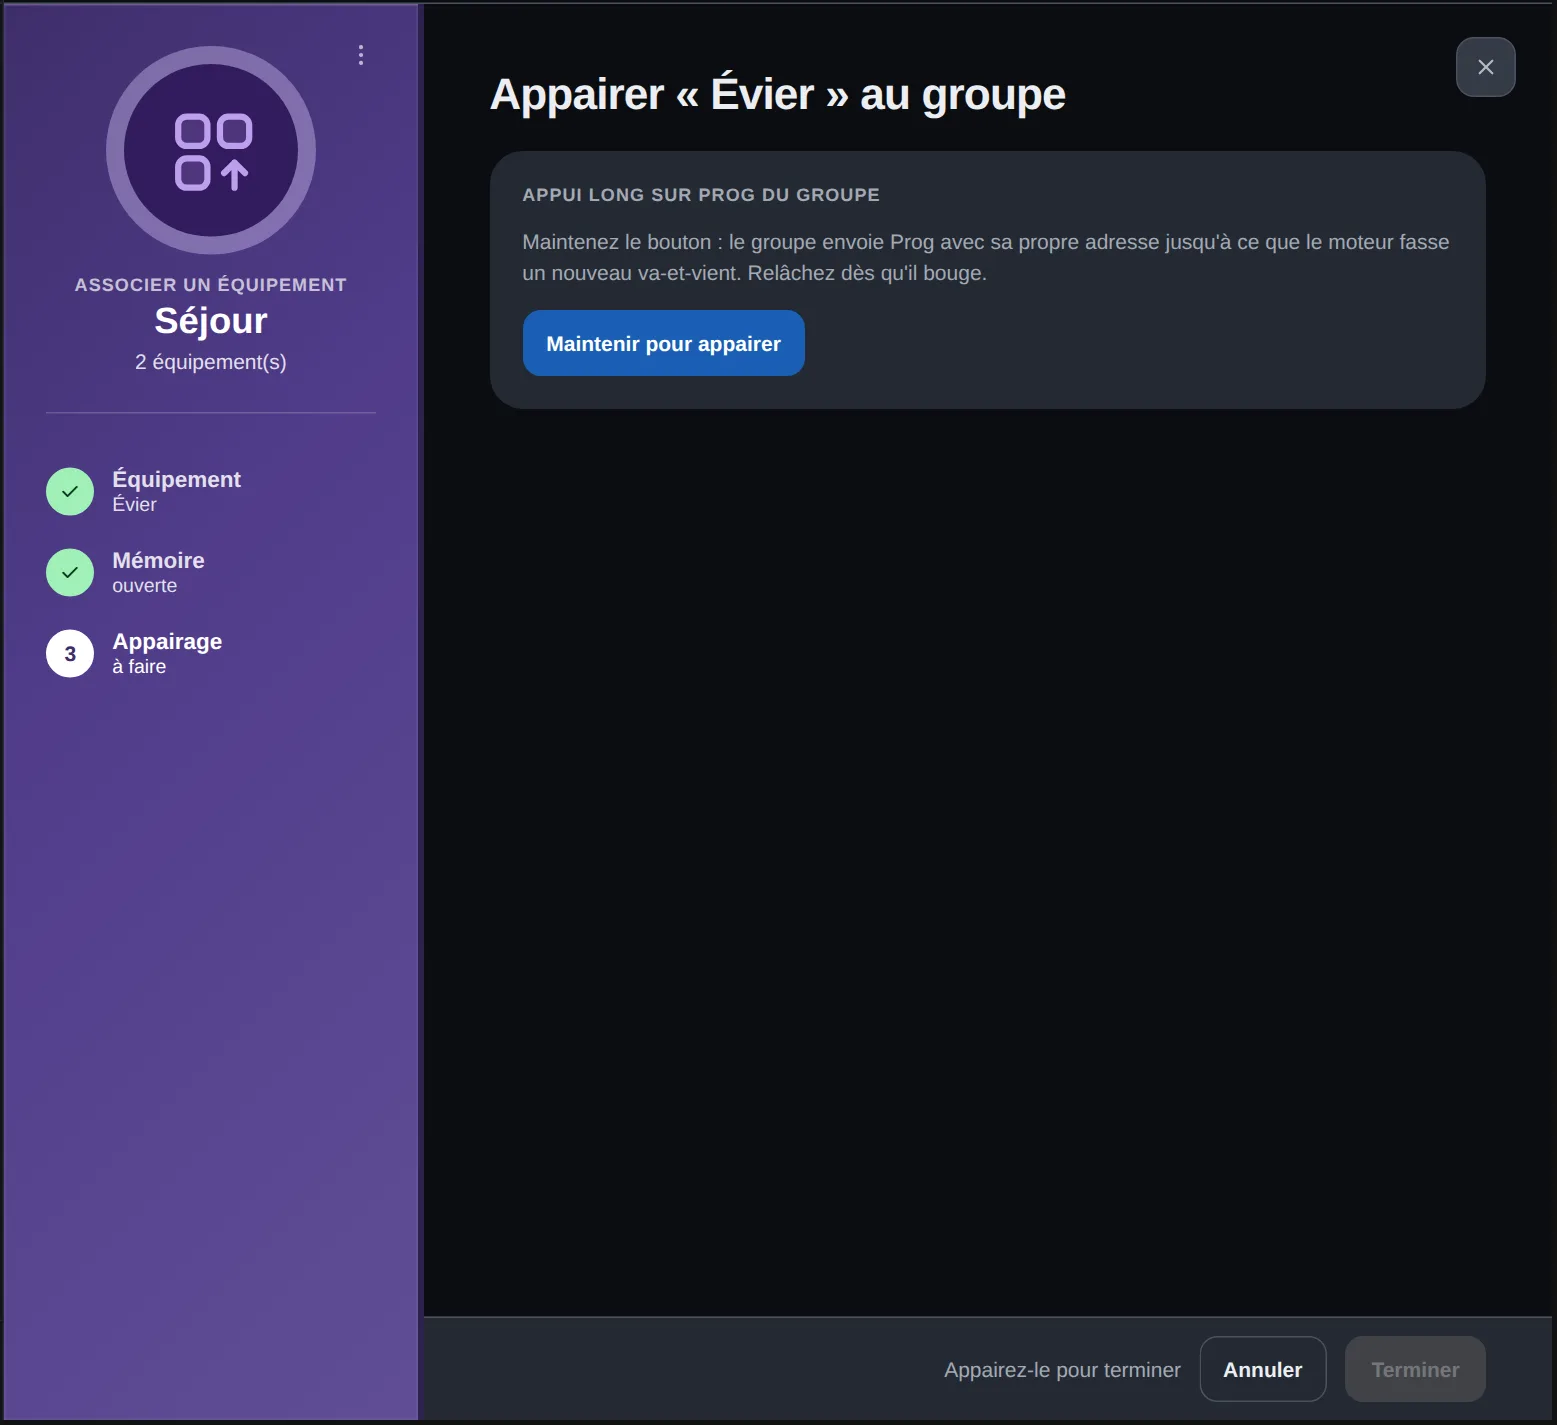 ASSOCIER UN ÉQUIPEMENT
Séjour
2 équipement(s)
Équipement
Évier
Mémoire
ouverte
3
Appairage
à faire
Appairer « Évier » au groupe
APPUI LONG SUR PROG DU GROUPE
Maintenez le bouton : le groupe envoie Prog avec sa propre adresse jusqu'à ce que le moteur fasse
un nouveau va-et-vient. Relâchez dès qu'il bouge.
Maintenir pour appairer
Appairez-le pour terminer
Annuler
Terminer